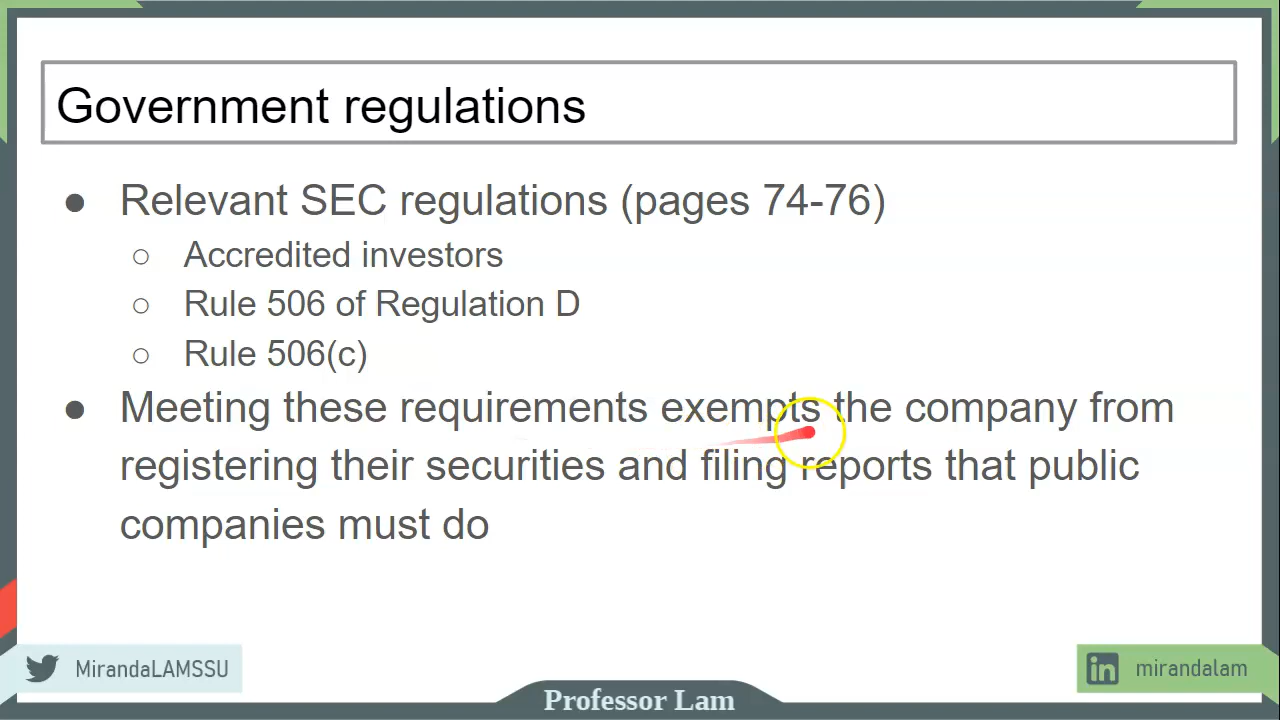 Government regulations
● Relevant SEC regulations (pages 74-76)
○ Accredited investors
○ Rule 506 of Regulation D
○ Rule 506(c)
● Meeting these requirements exempts the company from
registering their securities and filing reports that public
companies must do
MirandaLAMSSU
Professor Lam
in mirandalam